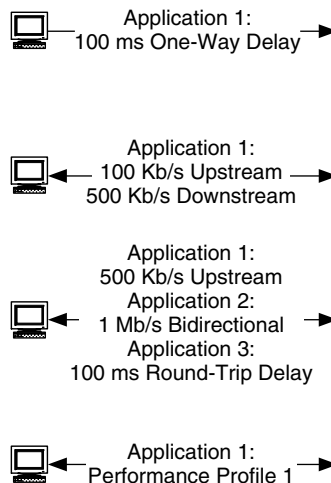 Application 1:
100 ms One-Way Delay
Application 1:
100 Kb/s Upstream
500 Kb/s Downstream
Application 1:
500 Kb/s Upstream
Application 2:
1 Mb/s Bidirectional
Application 3:
100 ms Round-Trip Delay
Application 1:
Performance Profile 1